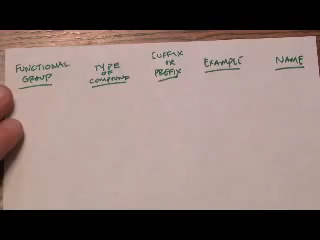 FUNCTIONAL GROUP
TYPE OF COMPOUND
SUFFIX OR PREFIX
EXAMPLE
NAME